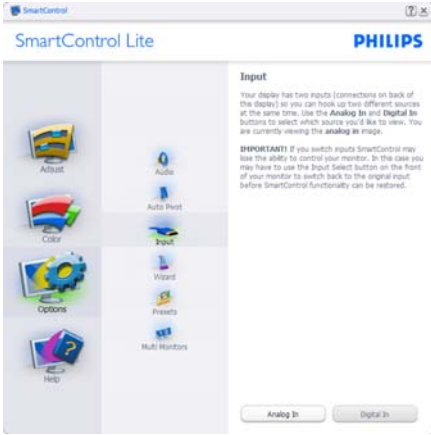 SmartControl
SmartControl Lite
PHILIPS
Adjust
Color
Options
Help
Audio
Auto Pivot
Input
Wizard
Presets
Multi Monitors
Input
Your display has two inputs (connections on back of
the display) so you can hook up two different sources
at the same time. Use the Analog In and Digital In
buttons to select which source you'd like to view. You
are currently viewing the analog in image.
IMPORTANT! If you switch inputs SmartControl may
lose the ability to control your monitor. In this case you
may have to use the Input Select button on the front
of your monitor to switch back to the original input
before SmartControl functionality can be restored.
Analog In
Digital In